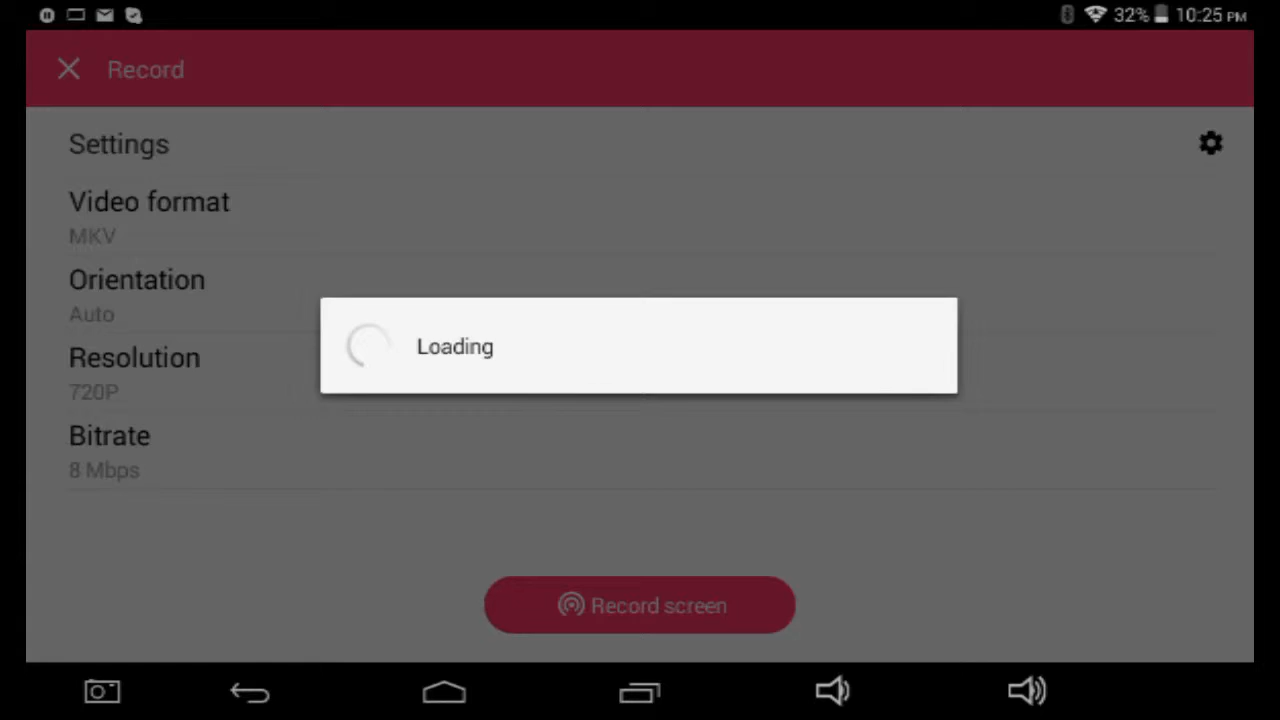 32% 10:25 PM
Record
Settings
Video format
MKV
Orientation
Auto
Resolution
720P
Loading
Bitrate
8 Mbps
Record screen